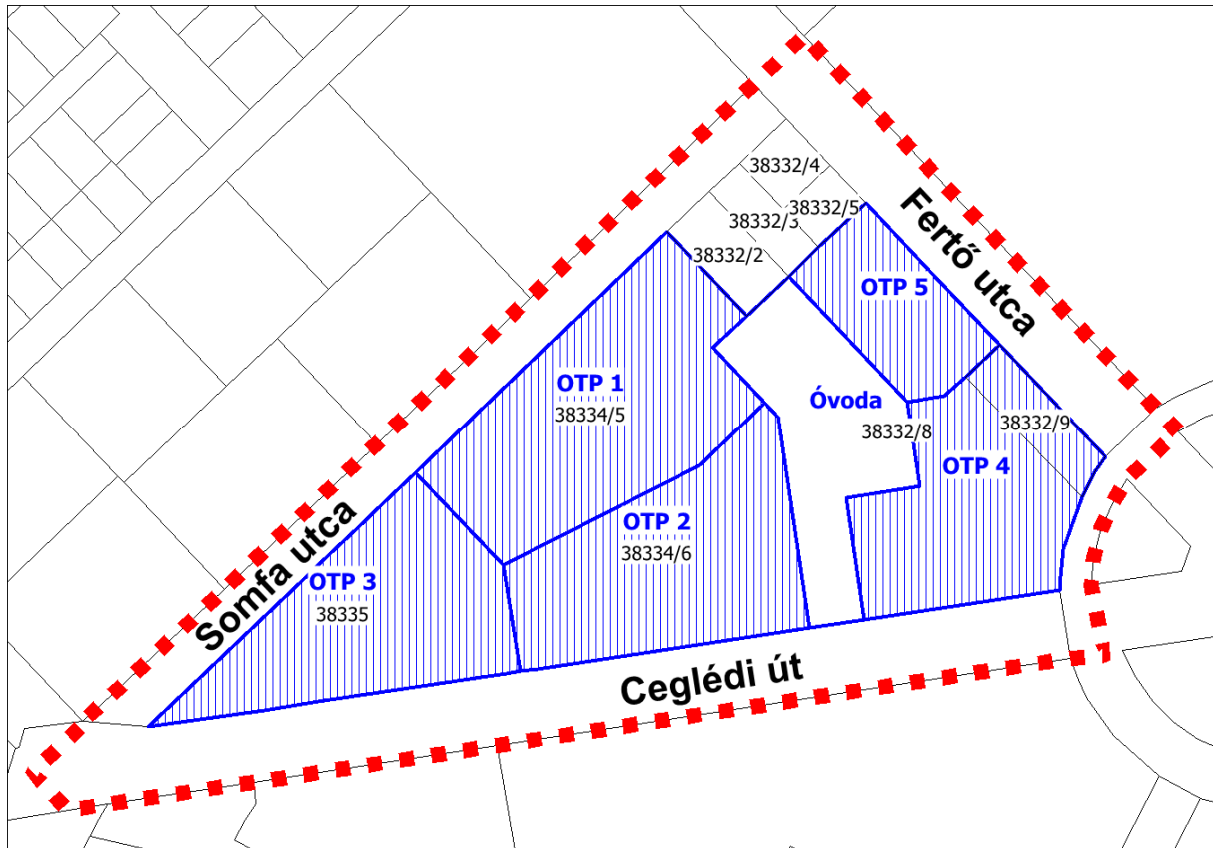 38332/4
38332/5
38332/3
38332/2
Fertő utca
OTP 5
OTP 1
38334/5
Óvoda
38332/9
38332/8
OTP 4
OTP 2
38334/6
Somfa utca
OTP 3
38335
Ceglédi út